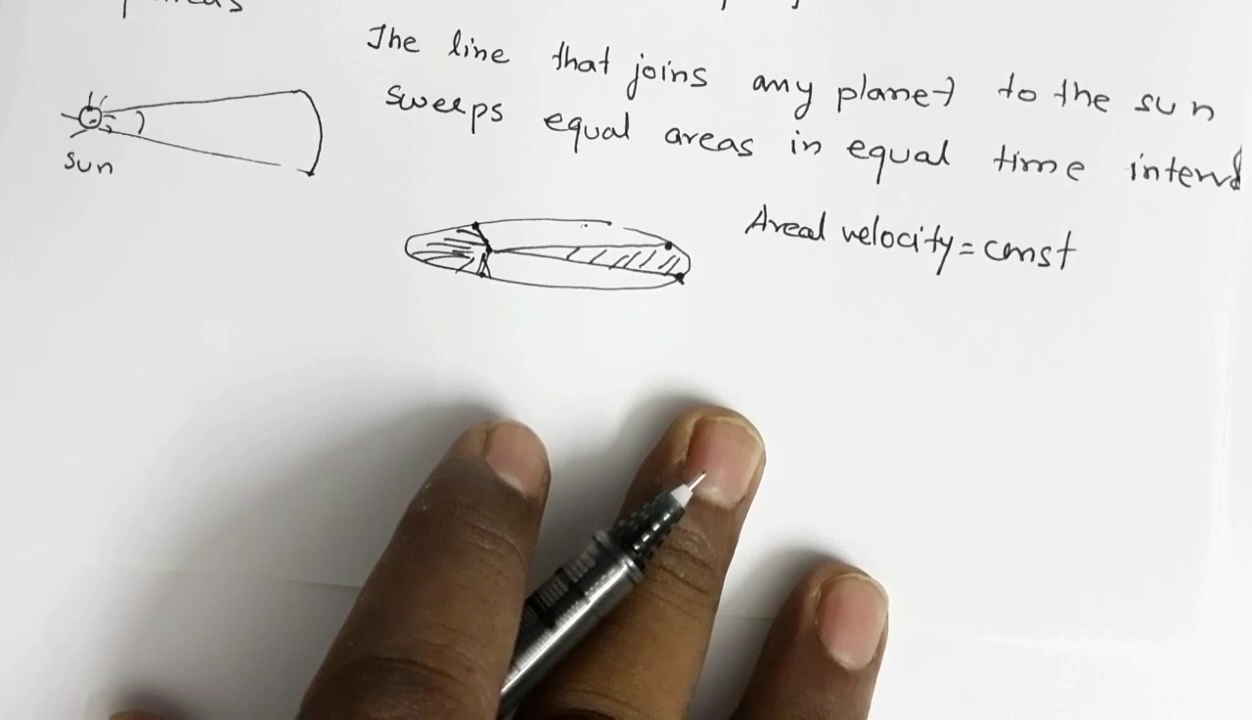 The line that joins any planet to the sun
sweeps equal areas in equal time
sun
Areal velocity = const